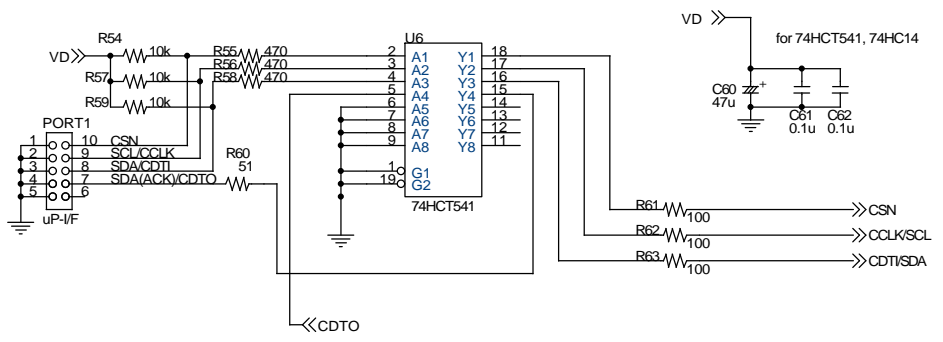 VD
R54
10k
R57
10k
R59
10k
R55
470
R56
470
R58
470
U6
2 A1 Y1 18
3 A2 Y2 17
4 A3 Y3 16
5 A4 Y4 15
6 A5 Y5 14
7 A6 Y6 13
8 A7 Y7 12
9 A8 Y8 11
1 G1
19 G2
74HCT541
VD
for 74HCT541, 74HC14
C60
47u
+
C61
0.1u
C62
0.1u
PORT1
1 10 CSN
2 9 SCL/CCLK
3 8 SDA/CDTI
4 7 SDA(ACK)/CDTO
5 6
uP-I/F
R60
51
R61
100
CSN
R62
100
CCLK/SCL
R63
100
CDTI/SDA
CDTO